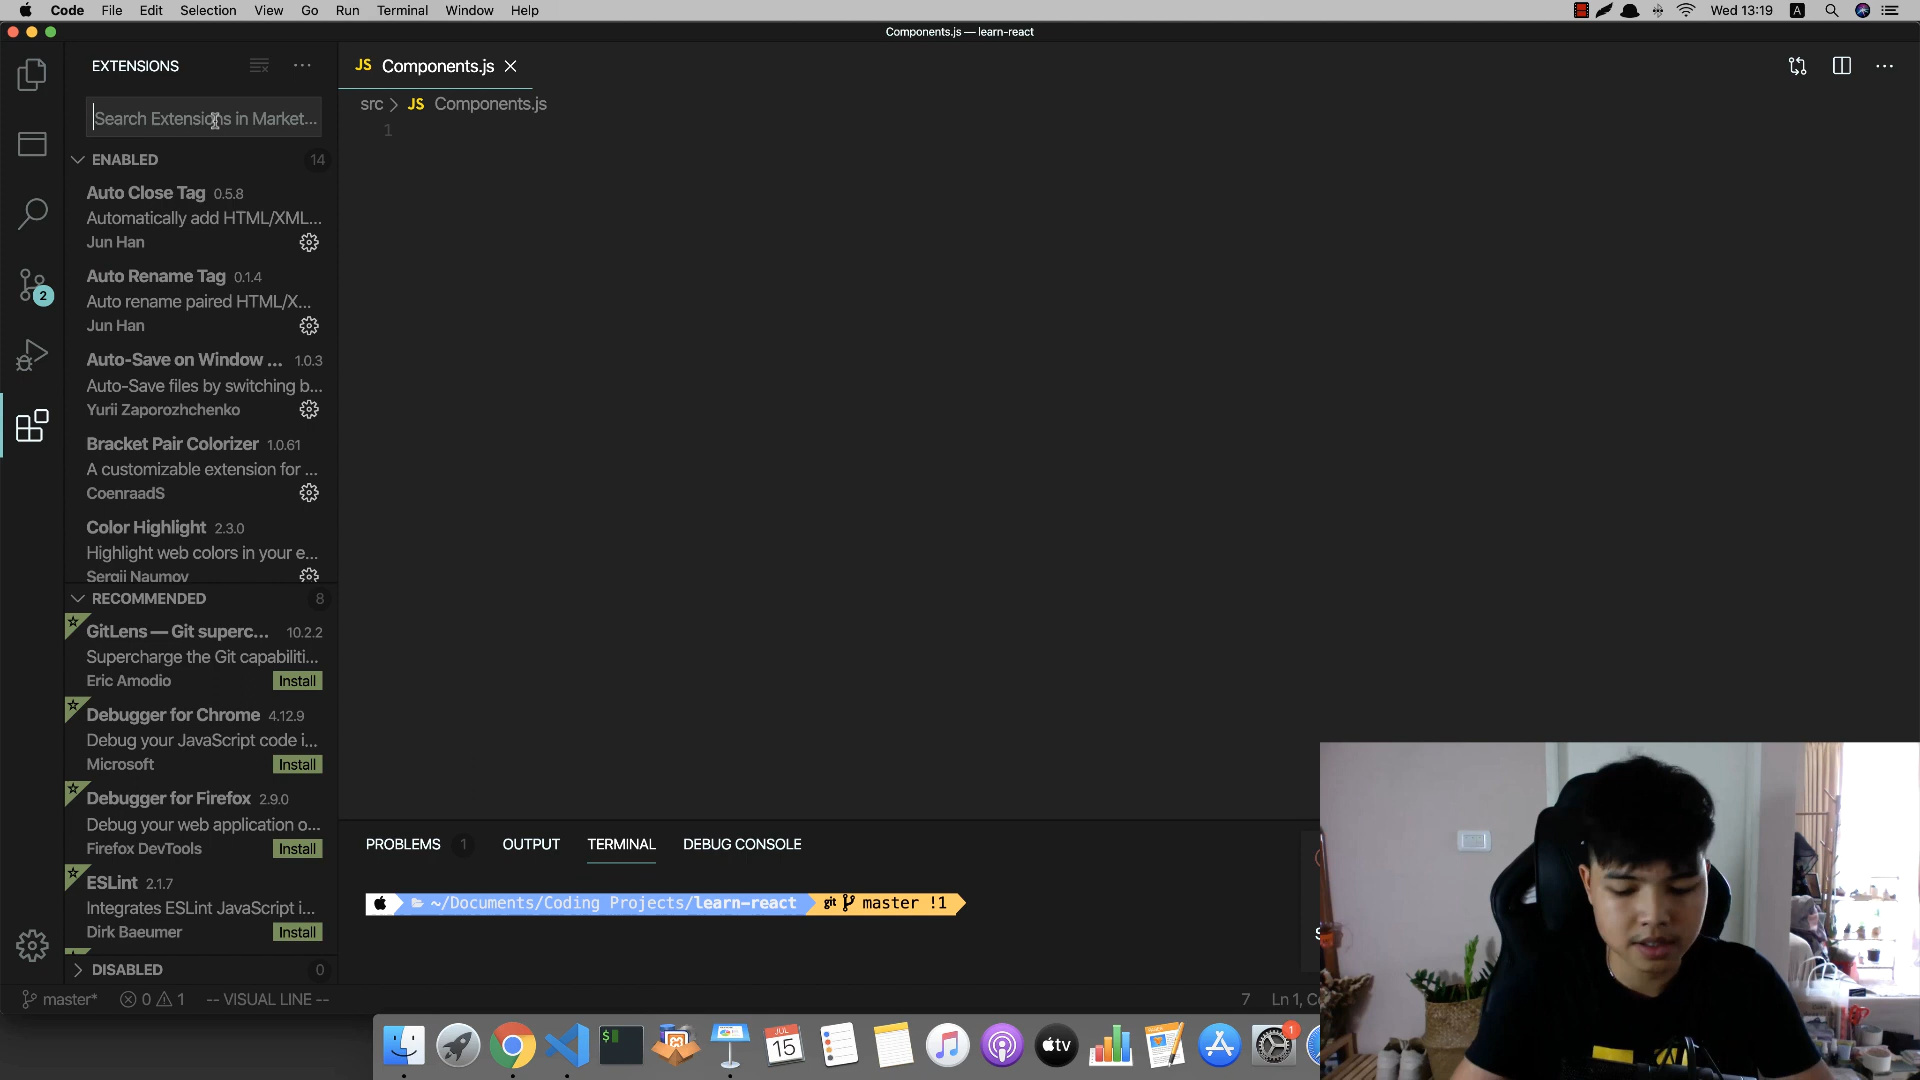 Code File Edit Selection View Go Run Terminal Window Help Wed 13:19 A
Components.js — learn-react
EXTENSIONS
JS Components.js
Search Extensions in Market...
src > JS Components.js
1
ENABLED 14
Auto Close Tag 0.5.8
Automatically add HTML/XML...
Jun Han
Auto Rename Tag 0.1.4
Auto rename paired HTML/X...
Jun Han
Auto-Save on Window ... 1.0.3
Auto-Save files by switching b...
Yurii Zaporozhchenko
Bracket Pair Colorizer 1.0.61
A customizable extension for ...
CoenraadS
Color Highlight 2.3.0
Highlight web colors in your e...
Sergii Naumov
RECOMMENDED 8
GitLens — Git superc... 10.2.2
Supercharge the Git capabiliti...
Eric Amodio Install
Debugger for Chrome 4.12.9
Debug your JavaScript code i...
Microsoft Install
Debugger for Firefox 2.9.0
Debug your web application o...
Firefox DevTools Install
ESLint 2.1.7
Integrates ESLint JavaScript i...
Dirk Baeumer Install
DISABLED 0
2
PROBLEMS 1 OUTPUT TERMINAL DEBUG CONSOLE
~/Documents/Coding Projects/learn-react git master !1
master* 0 1 -- VISUAL LINE -- 7 Ln 1, C
$ JUL 15 tv 1